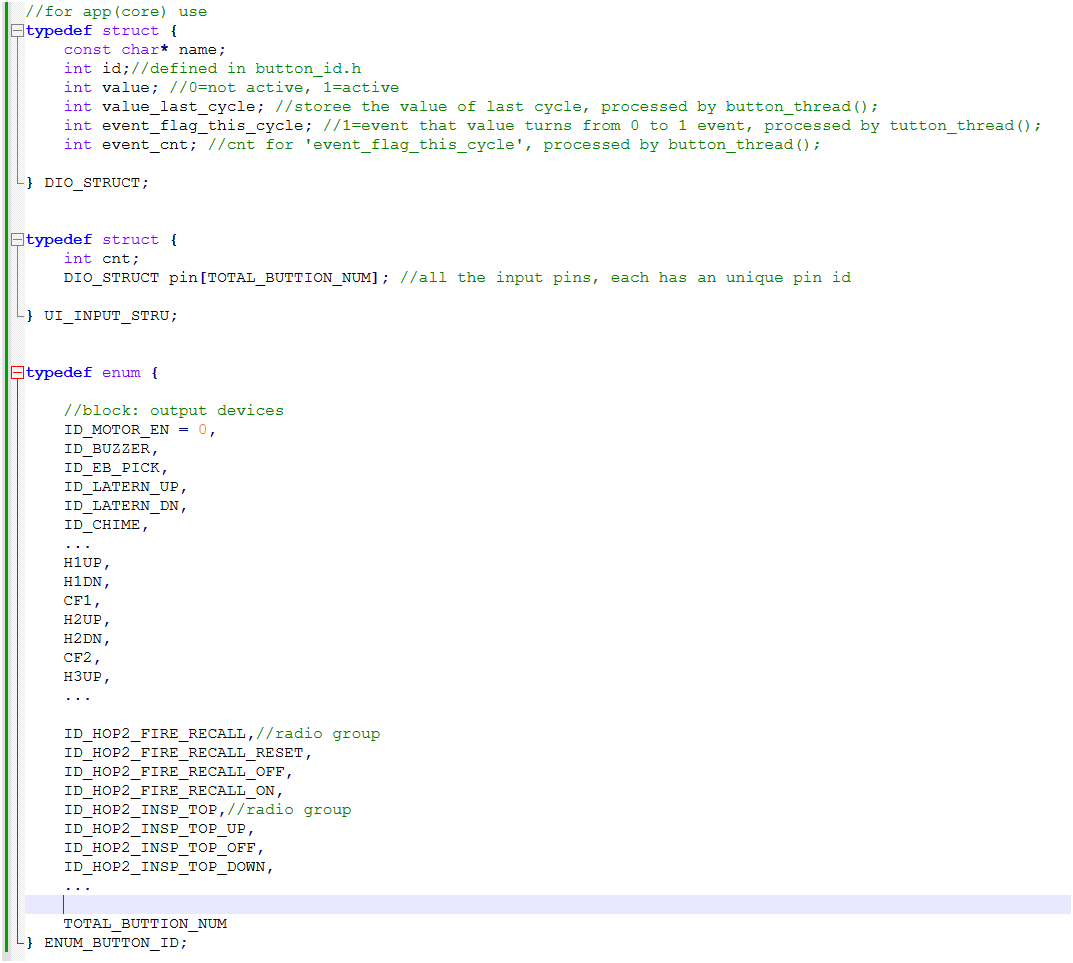 //for app(core) use
typedef struct {
const char* name;
int id;//defined in button_id.h
int value; //0=not active, 1=active
int value_last_cycle; //storee the value of last cycle, processed by button_thread();
int event_flag_this_cycle; //1=event that value turns from 0 to 1 event, processed by tutton_thread();
int event_cnt; //cnt for 'event_flag_this_cycle', processed by button_thread();
} DIO_STRUCT;
typedef struct {
int cnt;
DIO_STRUCT pin[TOTAL_BUTTION_NUM]; //all the input pins, each has an unique pin id
} UI_INPUT_STRU;
typedef enum {
//block: output devices
ID_MOTOR_EN = 0,
ID_BUZZER,
ID_EB_PICK,
ID_LATERN_UP,
ID_LATERN_DN,
ID_CHIME,
...
H1UP,
H1DN,
CF1,
H2UP,
H2DN,
CF2,
H3UP,
...
ID_HOP2_FIRE_RECALL,//radio group
ID_HOP2_FIRE_RECALL_RESET,
ID_HOP2_FIRE_RECALL_OFF,
ID_HOP2_FIRE_RECALL_ON,
ID_HOP2_INSP_TOP,//radio group
ID_HOP2_INSP_TOP_UP,
ID_HOP2_INSP_TOP_OFF,
ID_HOP2_INSP_TOP_DOWN,
...
TOTAL_BUTTION_NUM
} ENUM_BUTTON_ID;